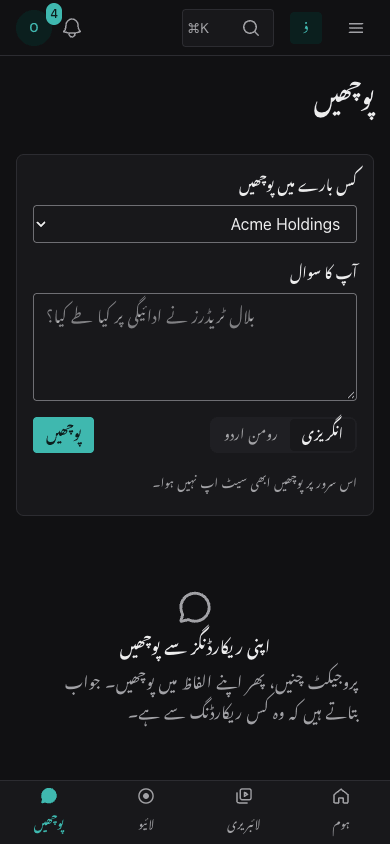 ذ
⌘K
4
O
پوچھیں
کس بارے میں پوچھیں
Acme Holdings
آپ کا سوال
بلال ٹریڈرز نے ادائیگی پر کیا طے کیا؟
انگریزی
رومن اردو
پوچھیں
اس سرور پر پوچھیں ابھی سیٹ اپ نہیں ہوا۔
اپنی ریکارڈنگز سے پوچھیں
پروجیکٹ چنیں، پھر اپنے الفاظ میں پوچھیں۔ جواب
بتاتے ہیں کہ وہ کس ریکارڈنگ سے ہے۔
ہوم
لائبریری
لائیو
پوچھیں